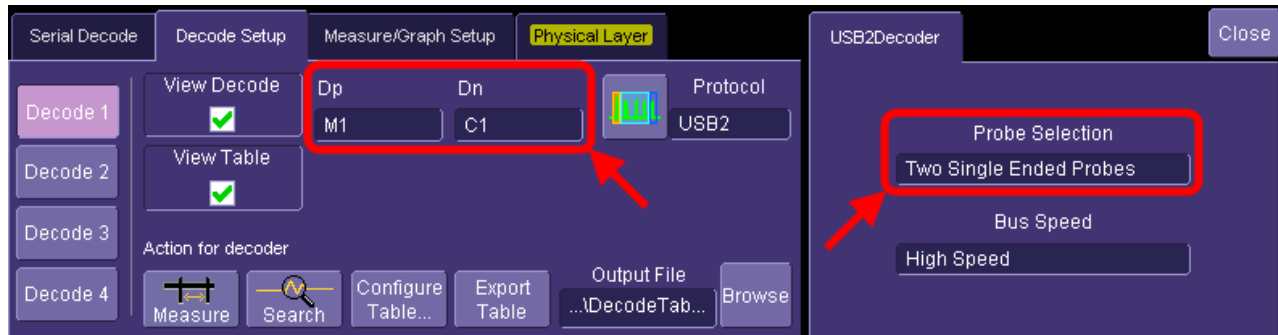 Serial Decode
Decode Setup
Measure/Graph Setup
Physical Layer
USB2Decoder
Close
Decode 1
Decode 2
Decode 3
Decode 4
View Decode
View Table
Dp
Dn
M1
C1
Protocol
USB2
Action for decoder
Measure
Search
Configure
Table...
Export
Table
Output File
...\DecodeTab...
Browse
Probe Selection
Two Single Ended Probes
Bus Speed
High Speed